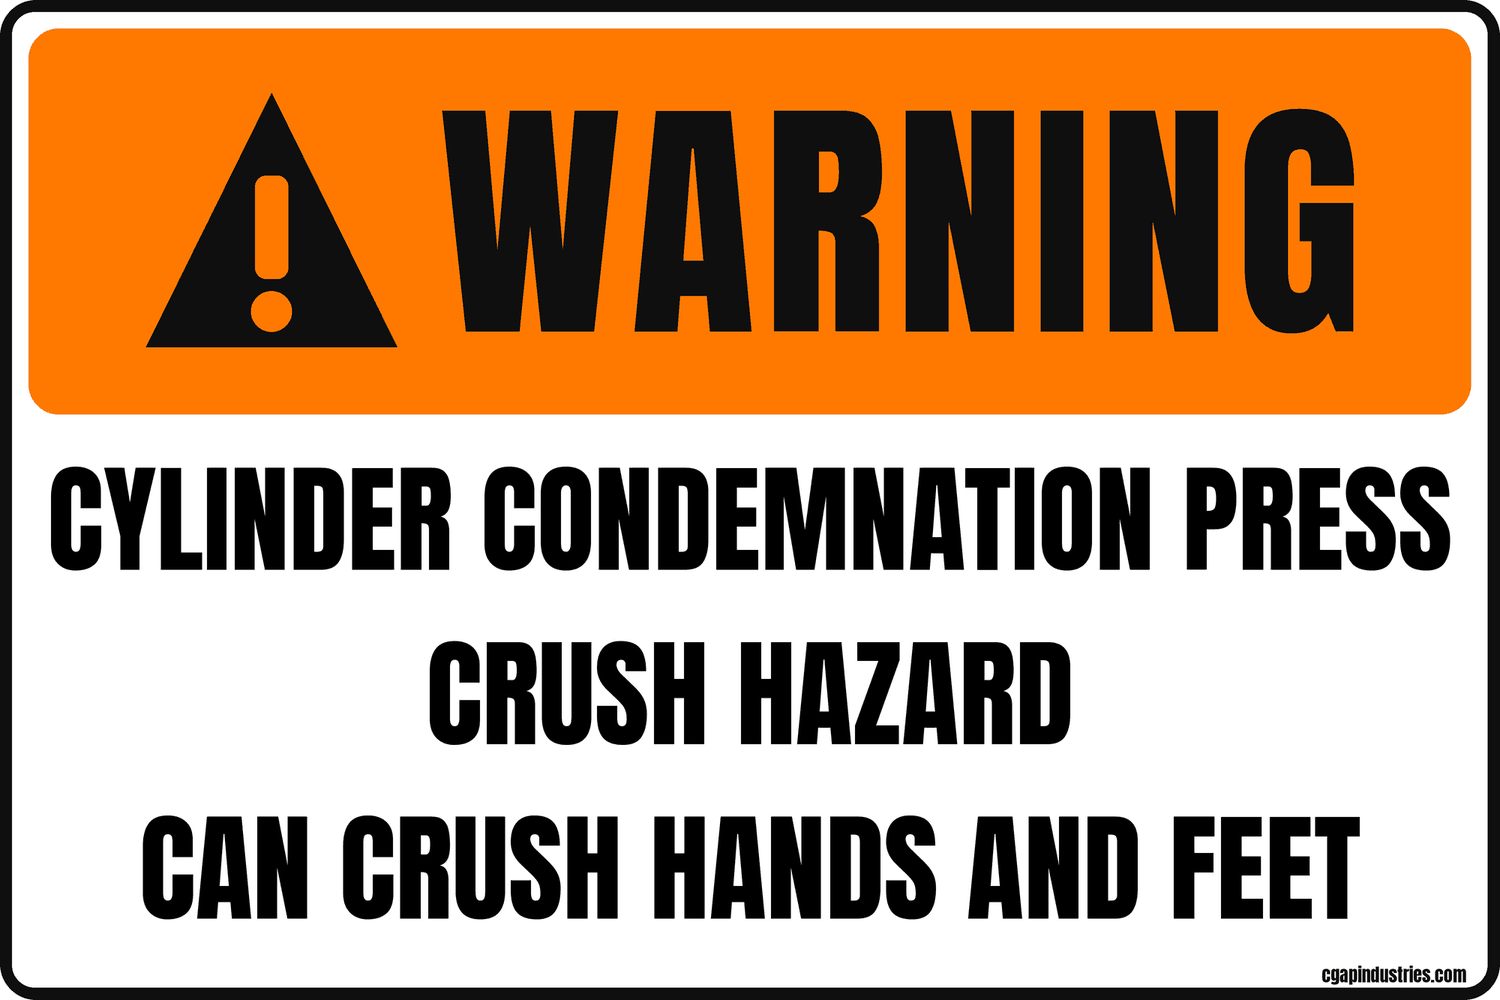 WARNING
CYLINDER CONDEMNATION PRESS
CRUSH HAZARD
CAN CRUSH HANDS AND FEET
cgapindustries.com